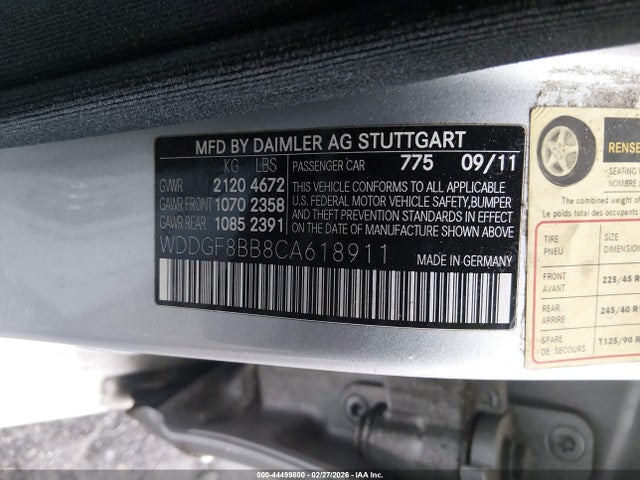 MFD BY DAIMLER AG STUTTGART
KG LBS PASSENGER CAR 775 09/11
GVWR 2120 4672
GAWR FRONT 1070 2358
GAWR REAR 1085 2391
THIS VEHICLE CONFORMS TO ALL APPLICABLE
U.S. FEDERAL MOTOR VEHICLE SAFETY, BUMPER
AND THEFT PREVENTION STANDARDS IN EFFECT
ON THE DATE OF MANUFACTURE SHOWN ABOVE.
WDDGF8BB8CA618911
MADE IN GERMANY
RENSE
SEATING
NOMBRE
The combined weight of
Le poids total des occupants
TIRE SIZE
PNEU DIMENSION
FRONT 225/45 R
AVANT
REAR 245/40 R
ARRIÈRE
SPARE T125/90 R
DE SECOURS
000-44499800 - 02/27/2026 - IAA Corp.